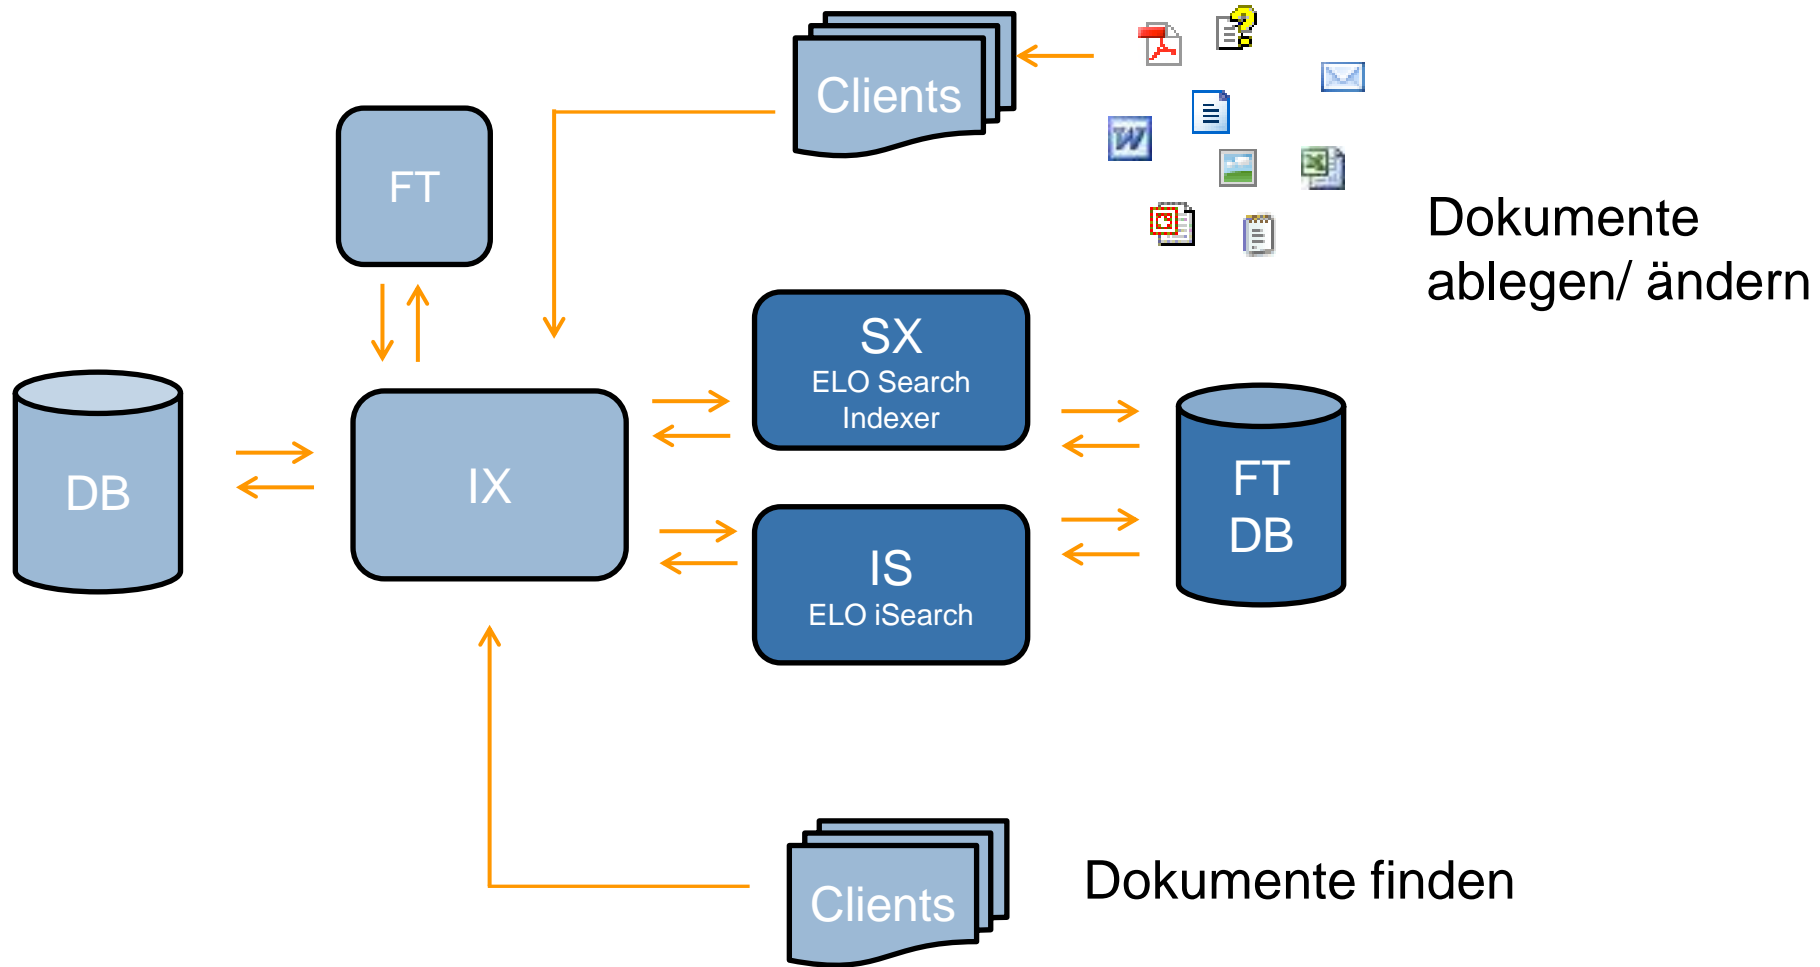 Clients
FT
Dokumente
ablegen/ ändern
SX
ELO Search
Indexer
DB
IX
FT
DB
IS
ELO iSearch
Clients
Dokumente finden